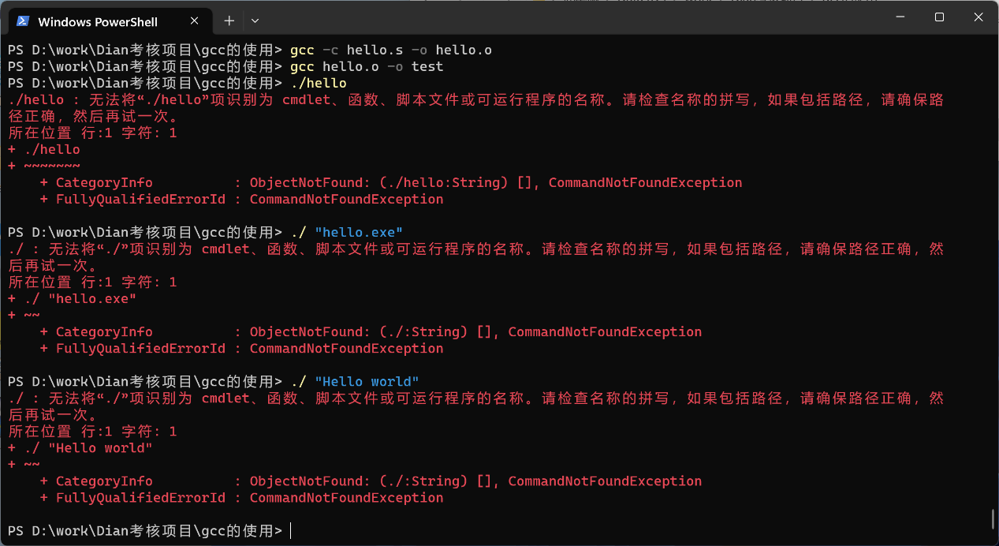 Windows PowerShell
PS D:\work\Dian考核项目\gcc的使用> gcc -c hello.s -o hello.o
PS D:\work\Dian考核项目\gcc的使用> gcc hello.o -o test
PS D:\work\Dian考核项目\gcc的使用> ./hello
./hello : 无法将“./hello”项识别为 cmdlet、函数、脚本文件或可运行程序的名称。请检查名称的拼写，如果包括路径，请确保路
径正确，然后再试一次。
所在位置 行:1 字符: 1
+ ./hello
+ ~~~~~~~
    + CategoryInfo          : ObjectNotFound: (./hello:String) [], CommandNotFoundException
    + FullyQualifiedErrorId : CommandNotFoundException

PS D:\work\Dian考核项目\gcc的使用> ./ "hello.exe"
./ : 无法将“./”项识别为 cmdlet、函数、脚本文件或可运行程序的名称。请检查名称的拼写，如果包括路径，请确保路径正确，然
后再试一次。
所在位置 行:1 字符: 1
+ ./ "hello.exe"
+ ~~
    + CategoryInfo          : ObjectNotFound: (./:String) [], CommandNotFoundException
    + FullyQualifiedErrorId : CommandNotFoundException

PS D:\work\Dian考核项目\gcc的使用> ./ "Hello world"
./ : 无法将“./”项识别为 cmdlet、函数、脚本文件或可运行程序的名称。请检查名称的拼写，如果包括路径，请确保路径正确，然
后再试一次。
所在位置 行:1 字符: 1
+ ./ "Hello world"
+ ~~
    + CategoryInfo          : ObjectNotFound: (./:String) [], CommandNotFoundException
    + FullyQualifiedErrorId : CommandNotFoundException

PS D:\work\Dian考核项目\gcc的使用>